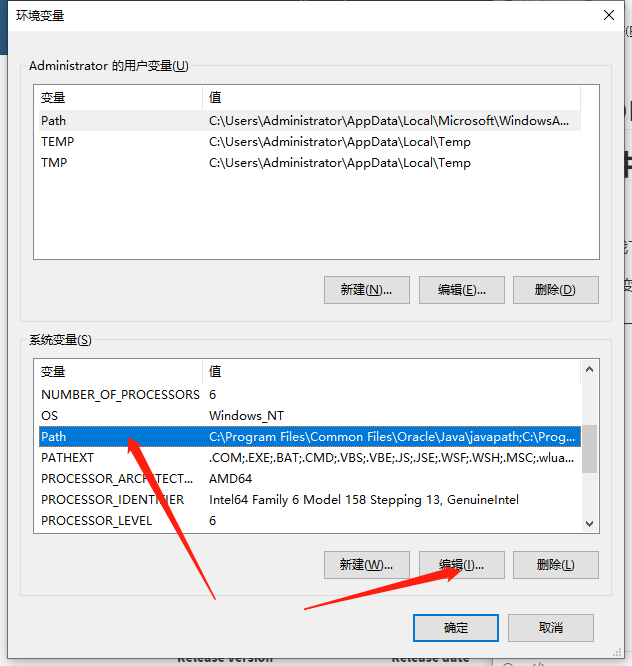 环境变量
Administrator 的用户变量(U)
变量 值
Path C:\Users\Administrator\AppData\Local\Microsoft\WindowsA...
TEMP C:\Users\Administrator\AppData\Local\Temp
TMP C:\Users\Administrator\AppData\Local\Temp
新建(N)... 编辑(E)... 删除(D)
系统变量(S)
变量 值
NUMBER_OF_PROCESSORS 6
OS Windows_NT
Path C:\Program Files\Common Files\Oracle\Java\javapath;C:\Prog...
PATHEXT .COM;.EXE;.BAT;.CMD;.VBS;.VBE;.JS;.JSE;.WSF;.WSH;.MSC;.wlua...
PROCESSOR_ARCHITECT... AMD64
PROCESSOR_IDENTIFIER Intel64 Family 6 Model 158 Stepping 13, GenuineIntel
PROCESSOR_LEVEL 6
新建(W)... 编辑(I)... 删除(L)
确定 取消
Release version Release date